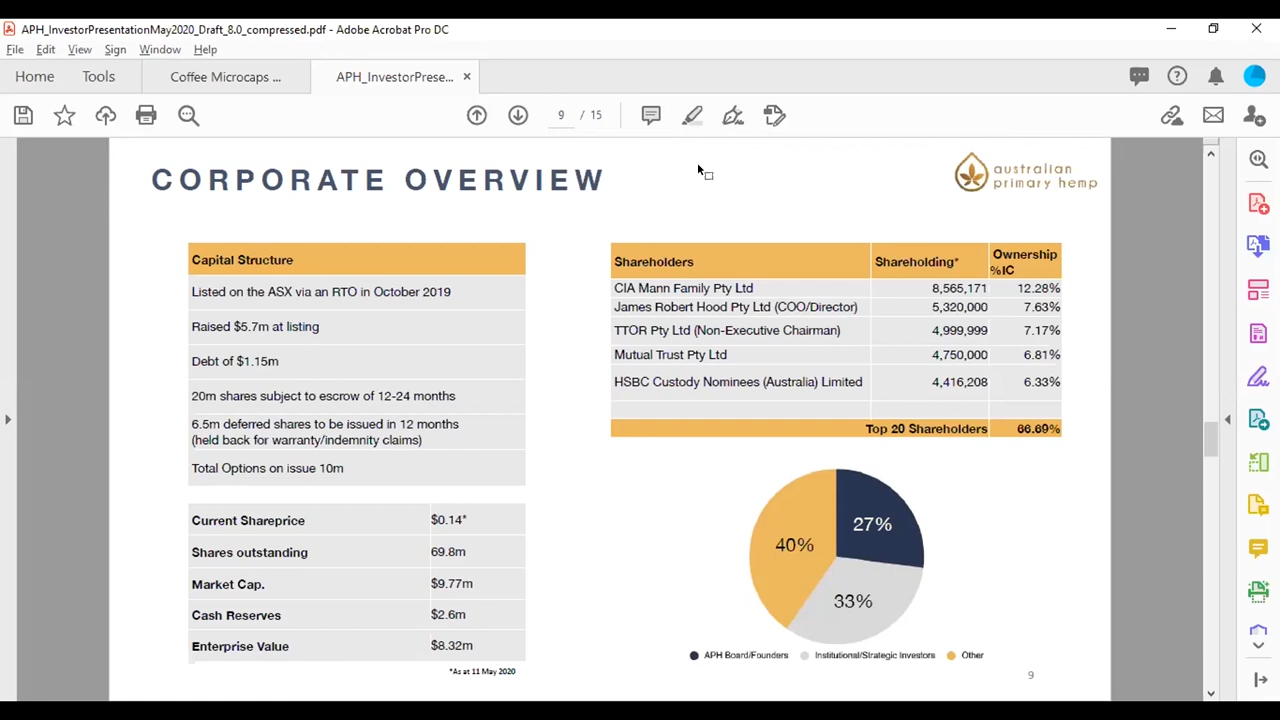 APH_InvestorPresentationMay2020_Draft_8.0_compressed.pdf - Adobe Acrobat Pro DC
File Edit View Sign Window Help
Home Tools Coffee Microcaps ... APH_InvestorPrese... ×
9 / 15
CORPORATE OVERVIEW
australian
primary hemp
Capital Structure
Listed on the ASX via an RTO in October 2019
Raised $5.7m at listing
Debt of $1.15m
20m shares subject to escrow of 12-24 months
6.5m deferred shares to be issued in 12 months
(held back for warranty/indemnity claims)
Total Options on issue 10m
Current Shareprice $0.14*
Shares outstanding 69.8m
Market Cap. $9.77m
Cash Reserves $2.6m
Enterprise Value $8.32m
*As at 11 May 2020
Shareholders Shareholding* Ownership
%IC
CIA Mann Family Pty Ltd 8,565,171 12.28%
James Robert Hood Pty Ltd (COO/Director) 5,320,000 7.63%
TTOR Pty Ltd (Non-Executive Chairman) 4,999,999 7.17%
Mutual Trust Pty Ltd 4,750,000 6.81%
HSBC Custody Nominees (Australia) Limited 4,416,208 6.33%
Top 20 Shareholders 66.69%
27%
40%
33%
APH Board/Founders Institutional/Strategic Investors Other
9